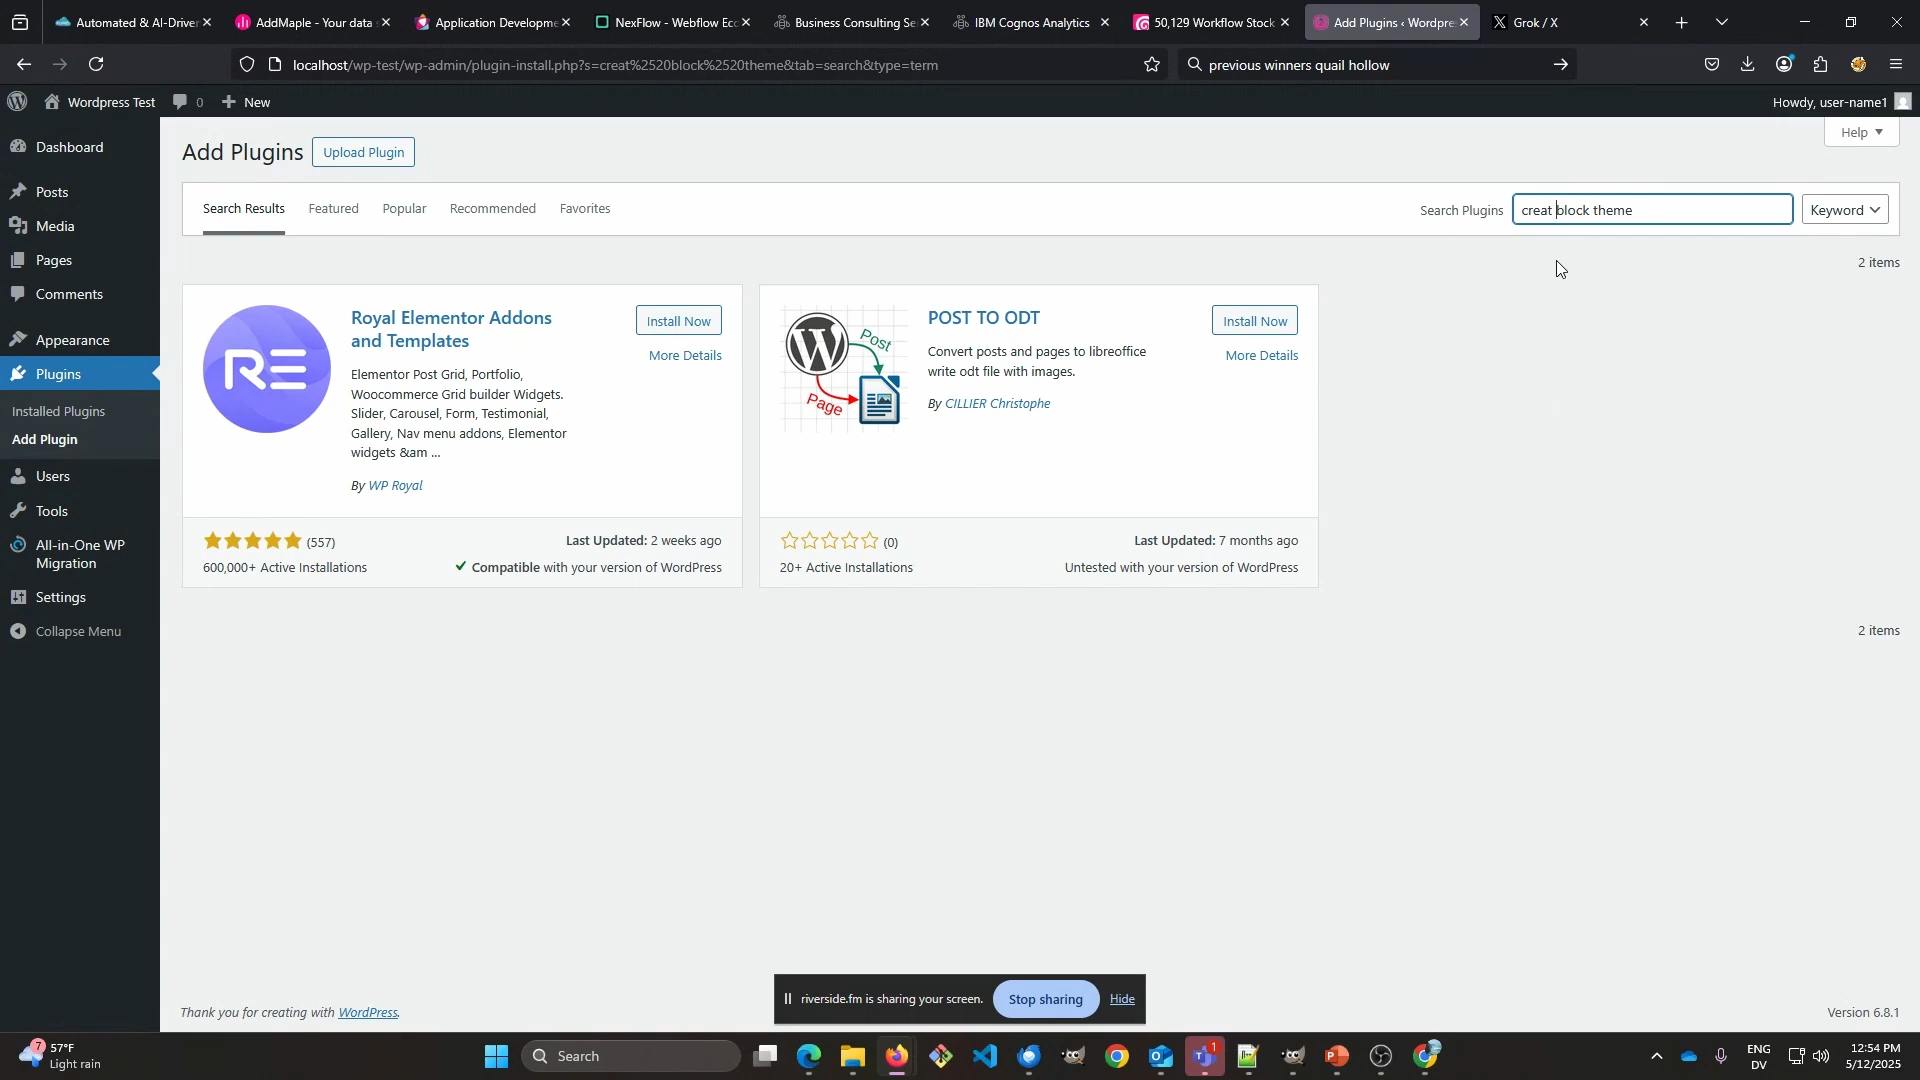 Automated & AI-Driver
AddMaple - Your data
Application Developme
NexFlow - Webflow Ecc
Business Consulting Se
IBM Cognos Analytics
50,129 Workflow Stock
Add Plugins ‹ Wordpre
Grok / X
localhost/wp-test/wp-admin/plugin-install.php?s=creat%2520block%2520theme&tab=search&type=term
previous winners quail hollow
Wordpress Test
0
New
Howdy, user-name1
Dashboard
Posts
Media
Pages
Comments
Appearance
Plugins
Installed Plugins
Add Plugin
Users
Tools
All-in-One WP
Migration
Settings
Collapse Menu
Help
Add Plugins
Upload Plugin
Search Results
Featured
Popular
Recommended
Favorites
Search Plugins
creat block theme
Keyword
2 items
RE
Royal Elementor Addons
and Templates
Install Now
More Details
Elementor Post Grid, Portfolio,
Woocommerce Grid builder Widgets.
Slider, Carousel, Form, Testimonial,
Gallery, Nav menu addons, Elementor
widgets &am ...
By WP Royal
(557)
Last Updated: 2 weeks ago
600,000+ Active Installations
Compatible with your version of WordPress
Post
Page
POST TO ODT
Install Now
More Details
Convert posts and pages to libreoffice
write odt file with images.
By CILLIER Christophe
(0)
Last Updated: 7 months ago
20+ Active Installations
Untested with your version of WordPress
2 items
Thank you for creating with WordPress.
Version 6.8.1
riverside.fm is sharing your screen.
Stop sharing
Hide
7
57°F
Light rain
Search
1
ENG
DV
12:54 PM
5/12/2025